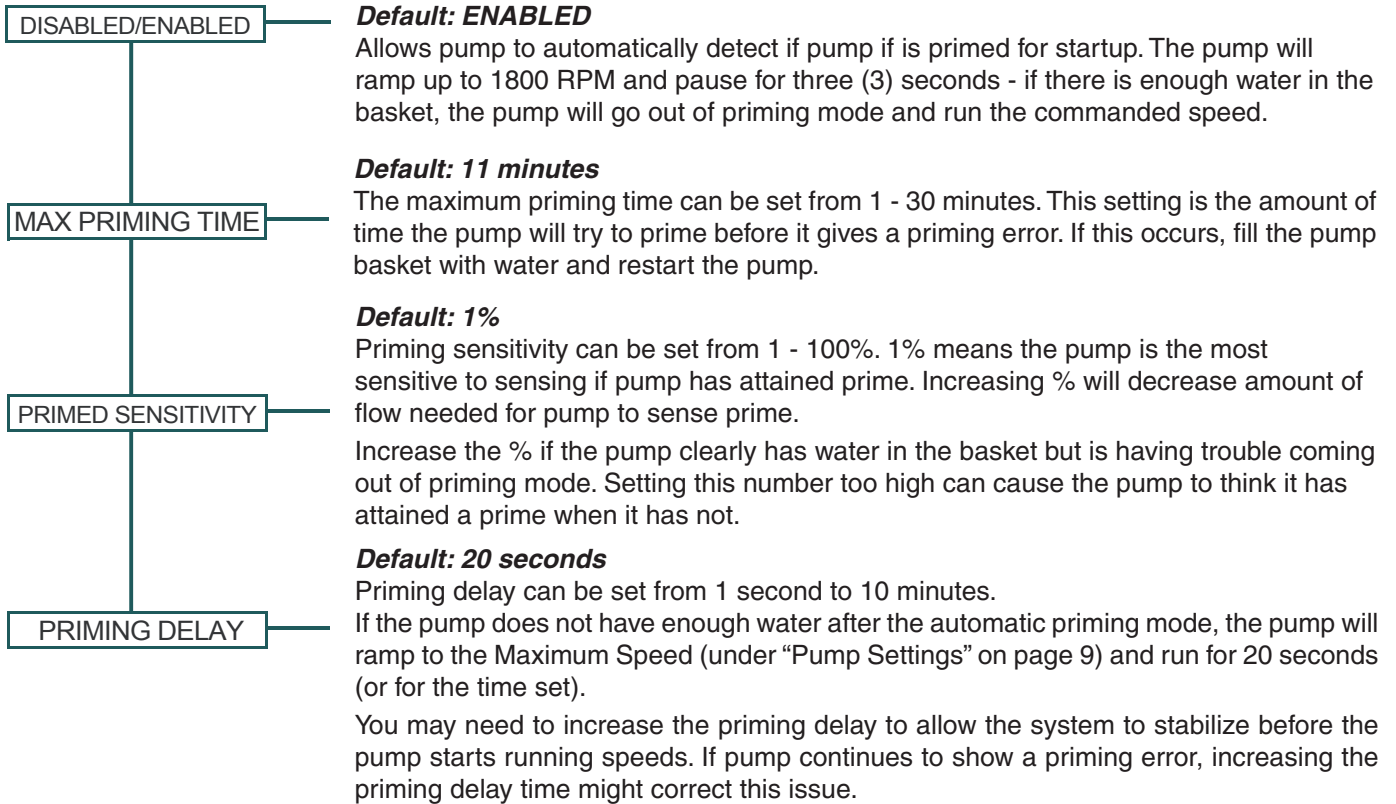 DISABLED/ENABLED
Default: ENABLED
Allows pump to automatically detect if pump if is primed for startup. The pump will
ramp up to 1800 RPM and pause for three (3) seconds - if there is enough water in the
basket, the pump will go out of priming mode and run the commanded speed.
MAX PRIMING TIME
Default: 11 minutes
The maximum priming time can be set from 1 - 30 minutes. This setting is the amount of
time the pump will try to prime before it gives a priming error. If this occurs, fill the pump
basket with water and restart the pump.
PRIMED SENSITIVITY
Default: 1%
Priming sensitivity can be set from 1 - 100%. 1% means the pump is the most
sensitive to sensing if pump has attained prime. Increasing % will decrease amount of
flow needed for pump to sense prime.
Increase the % if the pump clearly has water in the basket but is having trouble coming
out of priming mode. Setting this number too high can cause the pump to think it has
attained a prime when it has not.
PRIMING DELAY
Default: 20 seconds
Priming delay can be set from 1 second to 10 minutes.
If the pump does not have enough water after the automatic priming mode, the pump will
ramp to the Maximum Speed (under “Pump Settings” on page 9) and run for 20 seconds
(or for the time set).
You may need to increase the priming delay to allow the system to stabilize before the
pump starts running speeds. If pump continues to show a priming error, increasing the
priming delay time might correct this issue.